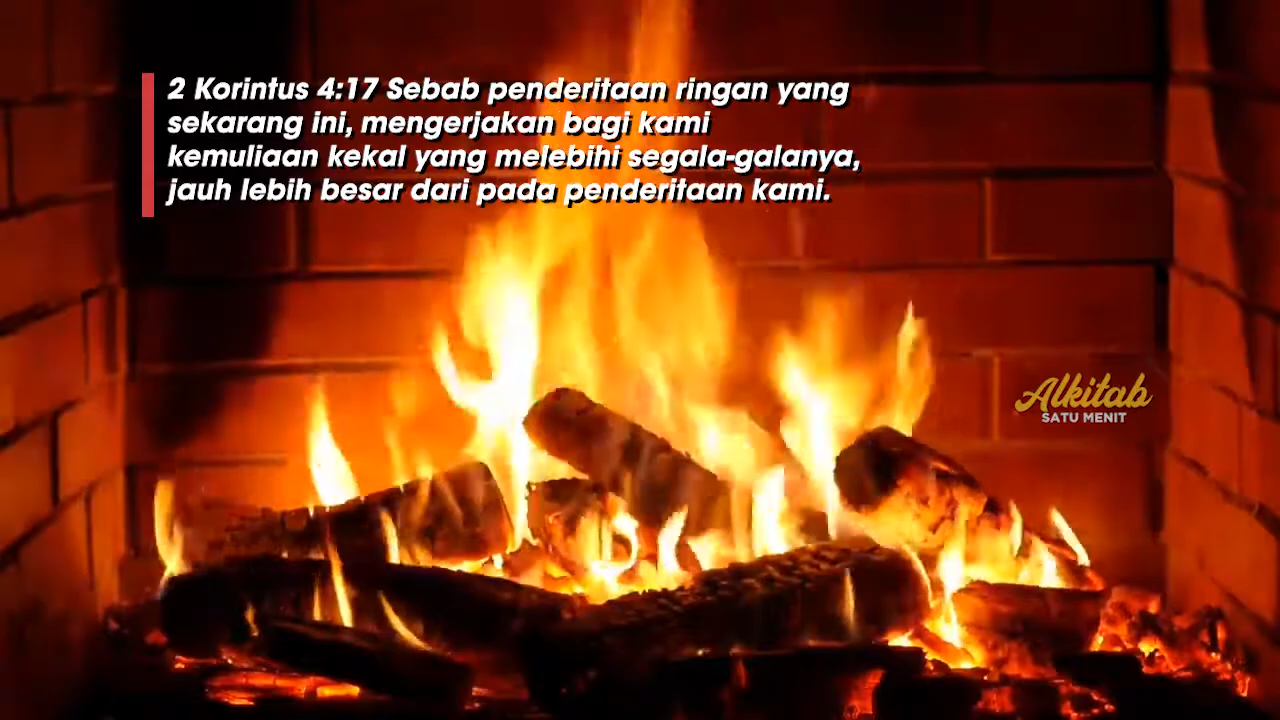 2 Korintus 4:17 Sebab penderitaan ringan yang
sekarang ini, mengerjakan bagi kami
kemuliaan kekal yang melebihi segala-galanya,
jauh lebih besar dari pada penderitaan kami.
Alkitab
SATU MENIT